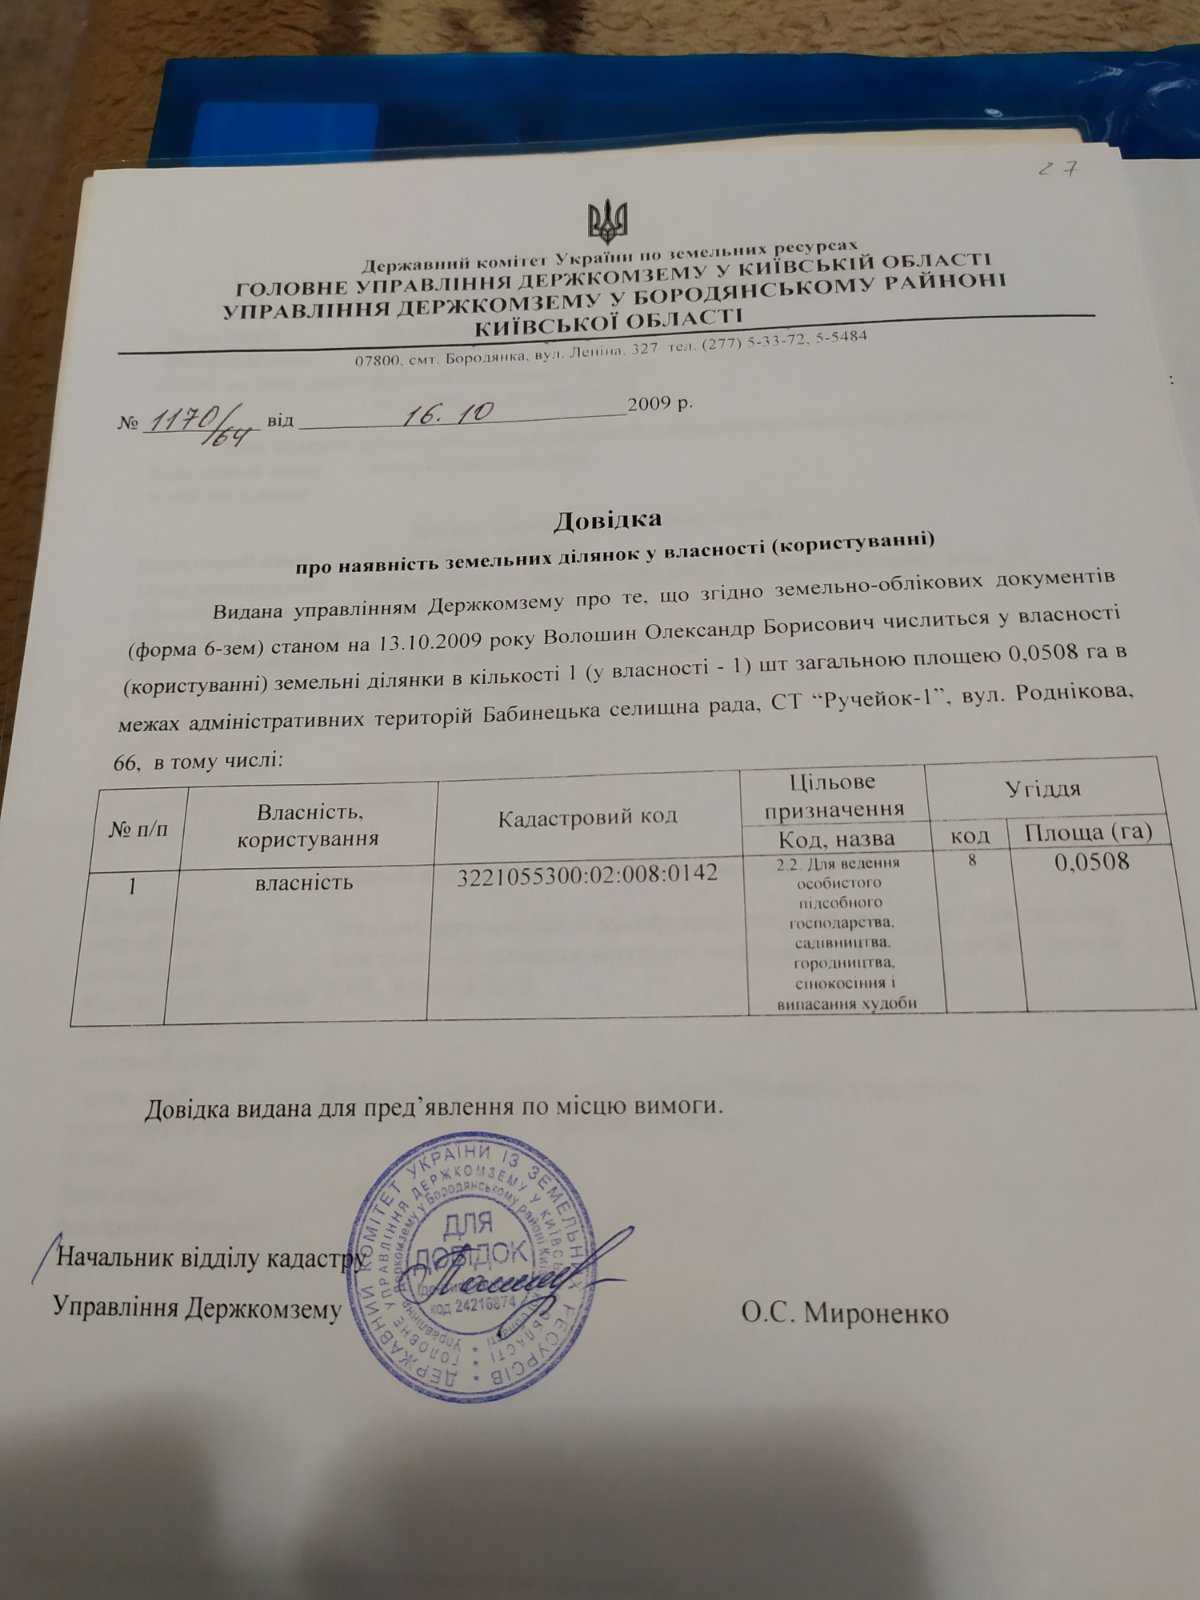 27
Державний комітет України по земельних ресурсах
ГОЛОВНЕ УПРАВЛІННЯ ДЕРЖКОМЗЕМУ У КИЇВСЬКІЙ ОБЛАСТІ
УПРАВЛІННЯ ДЕРЖКОМЗЕМУ У БОРОДЯНСЬКОМУ РАЙНОНІ
КИЇВСЬКОЇ ОБЛАСТІ
07800, смт. Бородянка, вул. Леніна, 327 тел. (277) 5-33-72, 5-5484
№ 1170/64 від 16.10 2009 р.
Довідка
про наявність земельних ділянок у власності (користуванні)
Видана управлінням Держкомзему про те, що згідно земельно-облікових документів
(форма 6-зем) станом на 13.10.2009 року Волошин Олександр Борисович числиться у власності
(користуванні) земельні ділянки в кількості 1 (у власності - 1) шт загальною площею 0,0508 га в
межах адміністративних територій Бабинецька селищна рада, СТ “Ручейок-1”, вул. Роднікова,
66, в тому числі:
№ п/п
Власність,
користування
Кадастровий код
Цільове
призначення
Угіддя
Код, назва
код
Площа (га)
1
власність
3221055300:02:008:0142
2.2. Для ведення
особистого
підсобного
господарства,
садівництва,
городництва,
сінокосіння і
випасання худоби
8
0,0508
Довідка видана для пред’явлення по місцю вимоги.
Начальник відділу кадастру
Управління Держкомзему
О.С. Мироненко
ДЕРЖАВНИЙ КОМІТЕТ УКРАЇНИ ІЗ ЗЕМЕЛЬНИХ РЕСУРСІВ
ГОЛОВНЕ УПРАВЛІННЯ ДЕРЖКОМЗЕМУ У КИЇВСЬКІЙ ОБЛАСТІ
Управління Держкомзему у Бородянському районі Київської області
ДЛЯ
ДОВІДОК
код 24216874